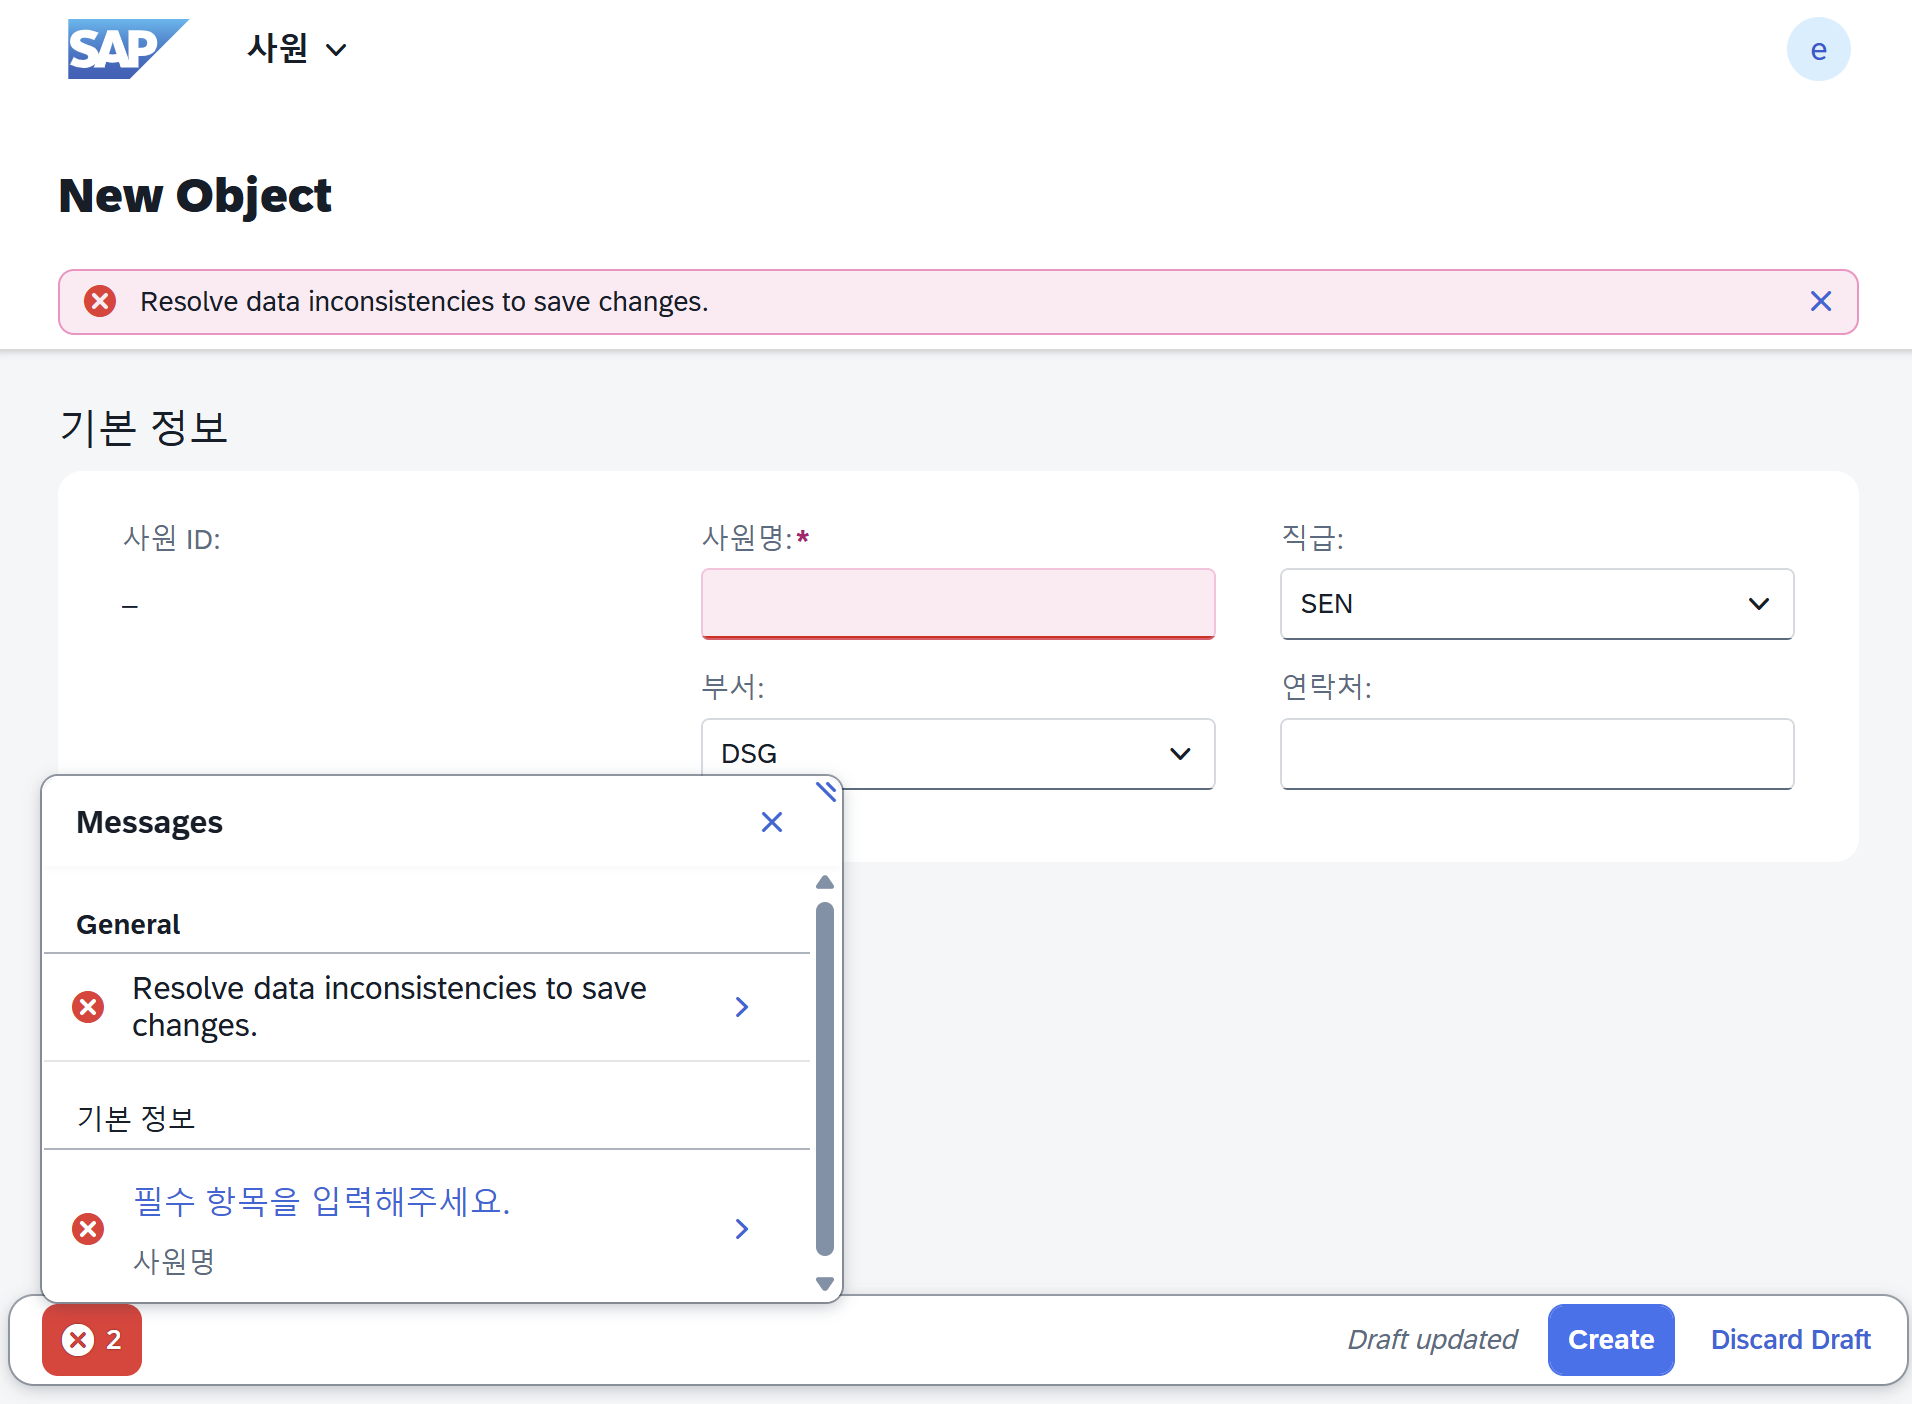 SAP
사원
e
New Object
Resolve data inconsistencies to save changes.
기본 정보
사원 ID:
–
사원명:*
직급:
SEN
부서:
연락처:
DSG
Messages
General
Resolve data inconsistencies to save
changes.
기본 정보
필수 항목을 입력해주세요.
사원명
2
Draft updated
Create
Discard Draft